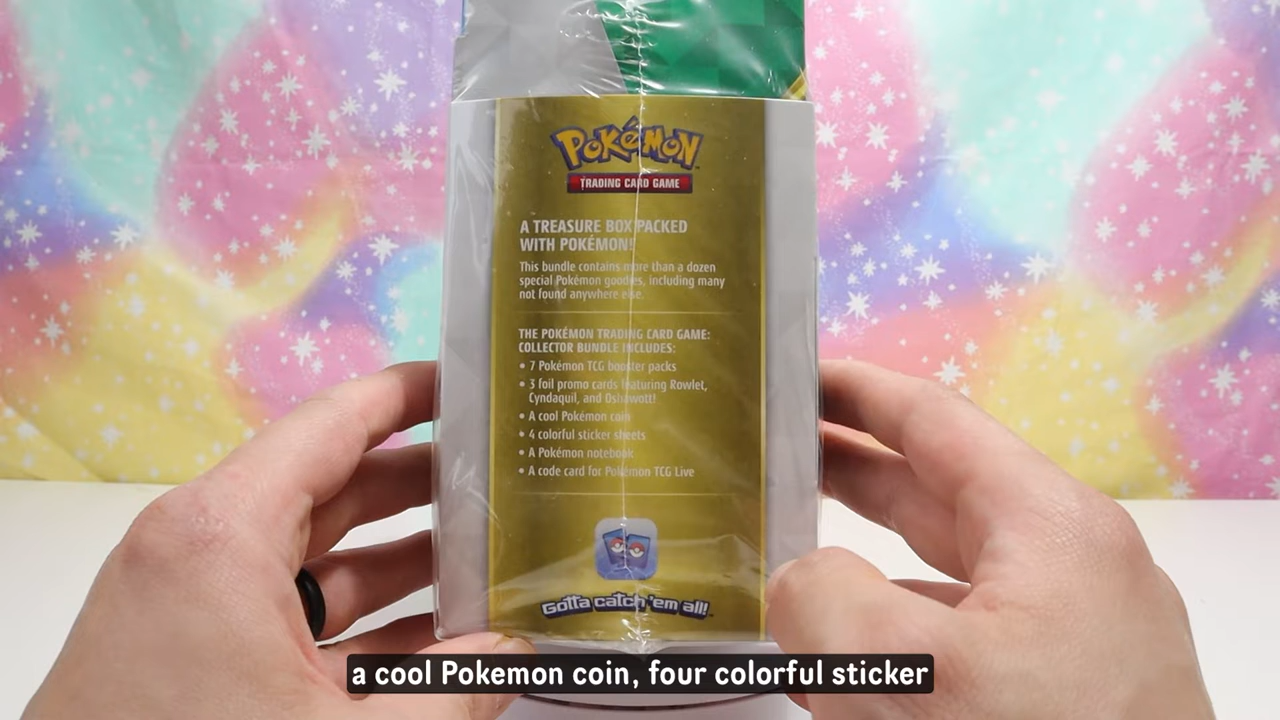 POKéMON
TRADING CARD GAME
A TREASURE BOX PACKED
WITH POKÉMON!
This bundle contains more than a dozen
special Pokémon goodies, including many
not found anywhere else.
THE POKÉMON TRADING CARD GAME:
COLLECTOR BUNDLE INCLUDES:
• 7 Pokémon TCG booster packs
• 3 foil promo cards featuring Rowlet,
Cyndaquil, and Oshawott!
• A cool Pokémon coin
• 4 colorful sticker sheets
• A Pokémon notebook
• A code card for Pokémon TCG Live
Gotta catch 'em all!™
a cool Pokemon coin, four colorful sticker